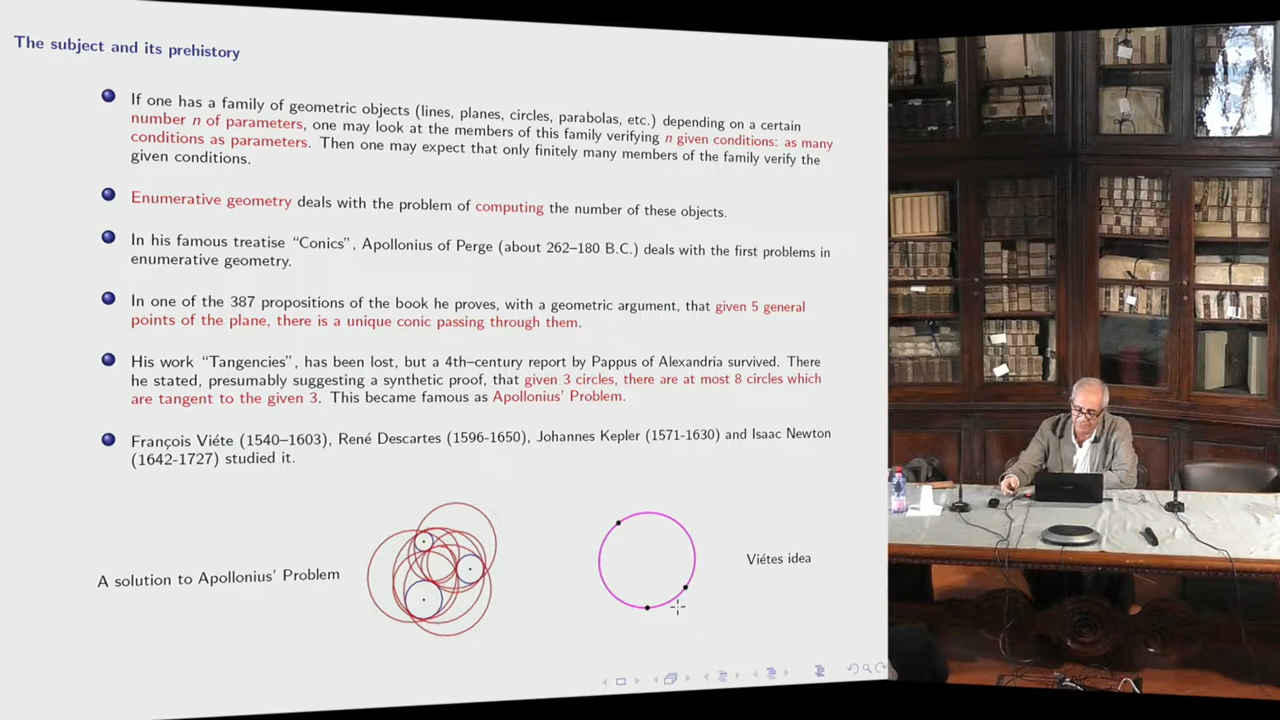 The subject and its prehistory
If one has a family of geometric objects (lines, planes, circles, parabolas, etc.) depending on a certain
number n of parameters, one may look at the members of this family verifying n given conditions: as many
conditions as parameters. Then one may expect that only finitely many members of the family verify the
given conditions.
Enumerative geometry deals with the problem of computing the number of these objects.
In his famous treatise “Conics”, Apollonius of Perge (about 262–180 B.C.) deals with the first problems in
enumerative geometry.
In one of the 387 propositions of the book he proves, with a geometric argument, that given 5 general
points of the plane, there is a unique conic passing through them.
His work “Tangencies”, has been lost, but a 4th–century report by Pappus of Alexandria survived. There
he stated, presumably suggesting a synthetic proof, that given 3 circles, there are at most 8 circles which
are tangent to the given 3. This became famous as Apollonius’ Problem.
François Viéte (1540–1603), René Descartes (1596-1650), Johannes Kepler (1571-1630) and Isaac Newton
(1642-1727) studied it.
A solution to Apollonius’ Problem
Viétes idea